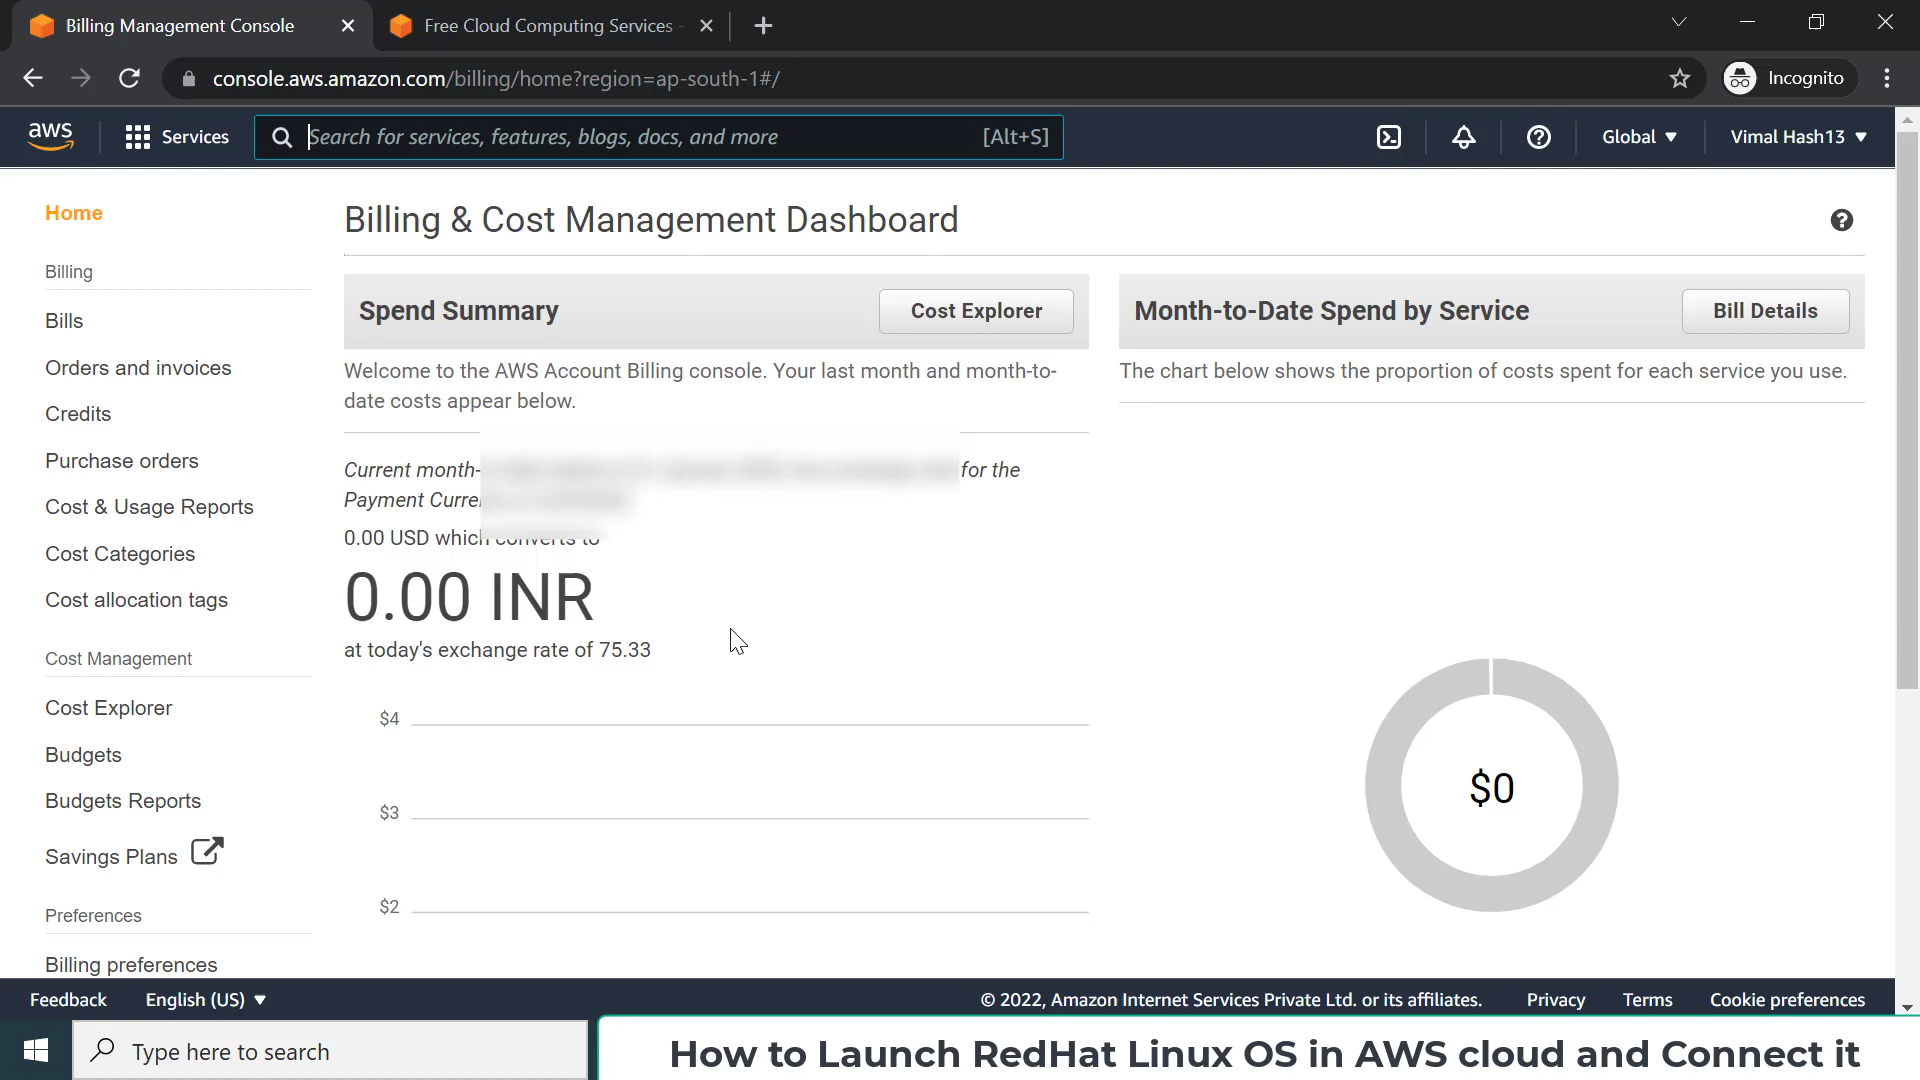 Billing Management Console
Free Cloud Computing Services -
console.aws.amazon.com/billing/home?region=ap-south-1#/
Incognito
aws
Services
Search for services, features, blogs, docs, and more
[Alt+S]
Global
Vimal Hash13
Home
Billing
Bills
Orders and invoices
Credits
Purchase orders
Cost & Usage Reports
Cost Categories
Cost allocation tags
Cost Management
Cost Explorer
Budgets
Budgets Reports
Savings Plans
Preferences
Billing preferences
Billing & Cost Management Dashboard
Spend Summary
Cost Explorer
Welcome to the AWS Account Billing console. Your last month and month-to-
date costs appear below.
Current month- for the
Payment
0.00 USD which converts to
0.00 INR
at today's exchange rate of 75.33
$4
$3
$2
Month-to-Date Spend by Service
Bill Details
The chart below shows the proportion of costs spent for each service you use.
$0
Feedback
English (US)
© 2022, Amazon Internet Services Private Ltd. or its affiliates.
Privacy
Terms
Cookie preferences
Type here to search
How to Launch RedHat Linux OS in AWS cloud and Connect it